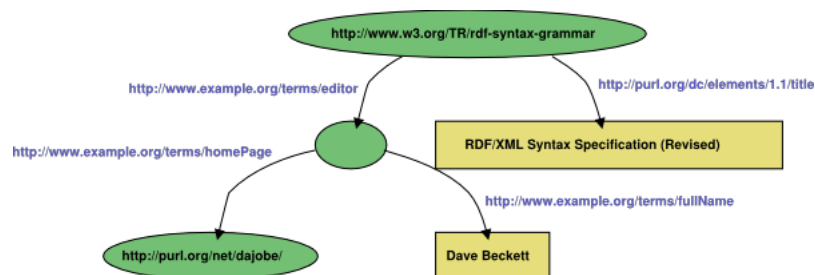 http://www.w3.org/TR/rdf-syntax-grammar
http://www.example.org/terms/editor
http://purl.org/dc/elements/1.1/title
http://www.example.org/terms/homePage
RDF/XML Syntax Specification (Revised)
http://www.example.org/terms/fullName
http://purl.org/net/dajobe/
Dave Beckett